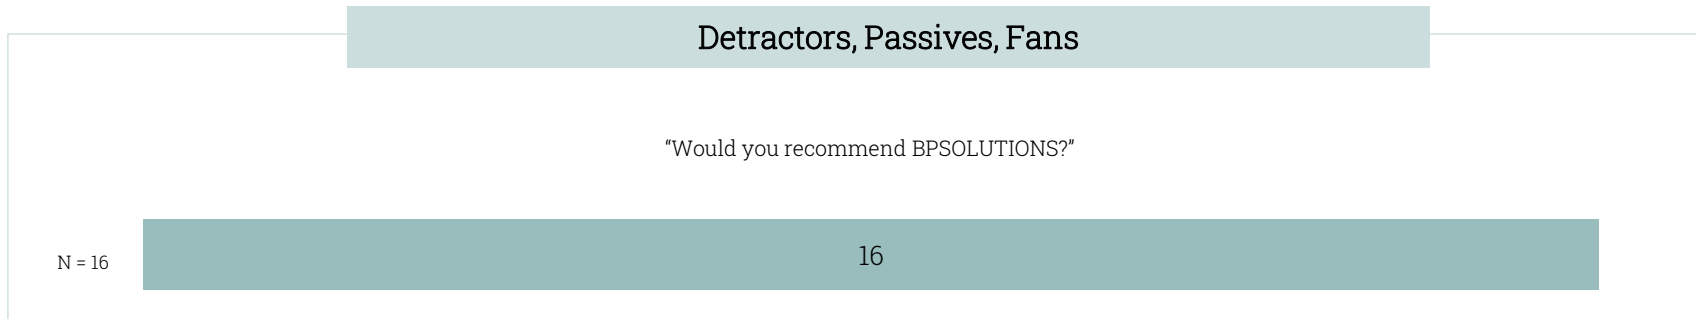 Detractors, Passives, Fans
“Would you recommend BPSOLUTIONS?”
N = 16
16